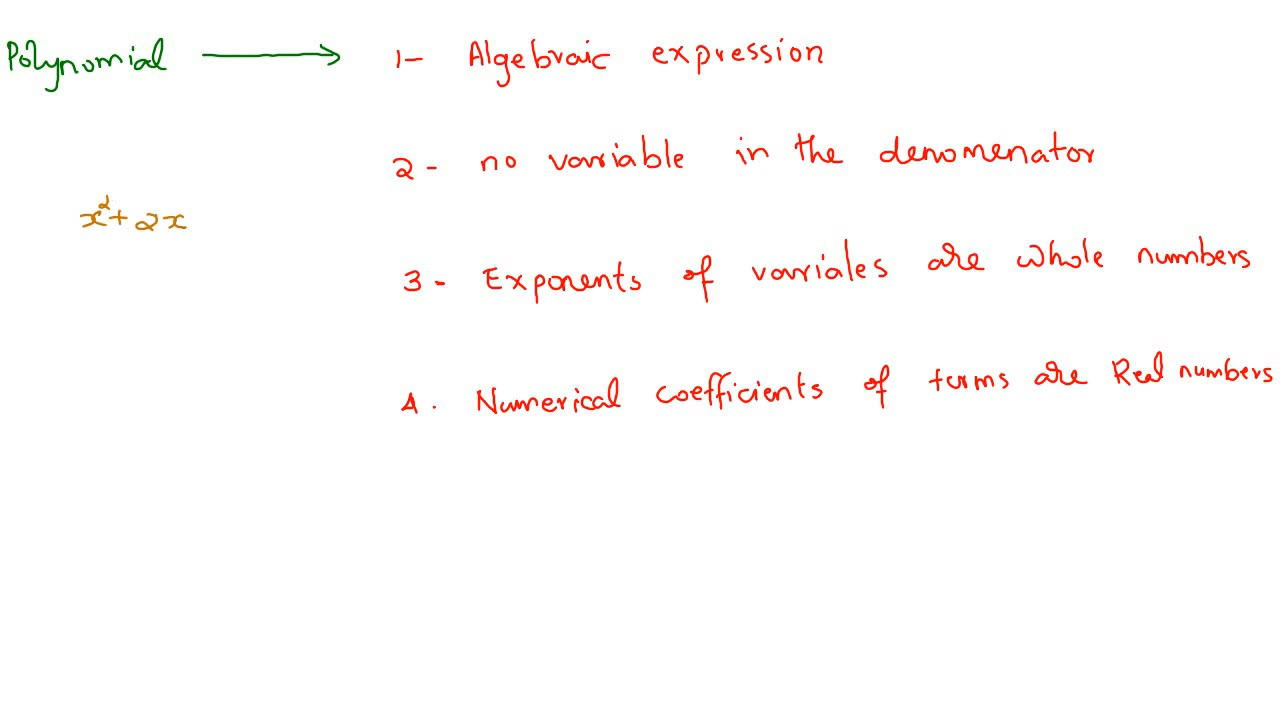 Polynomial → 1- Algebraic expression
2- no variable in the denomenator
x² + 2x
3- Exponents of variales are whole numbers
4. Numerical coefficients of terms are Real numbers